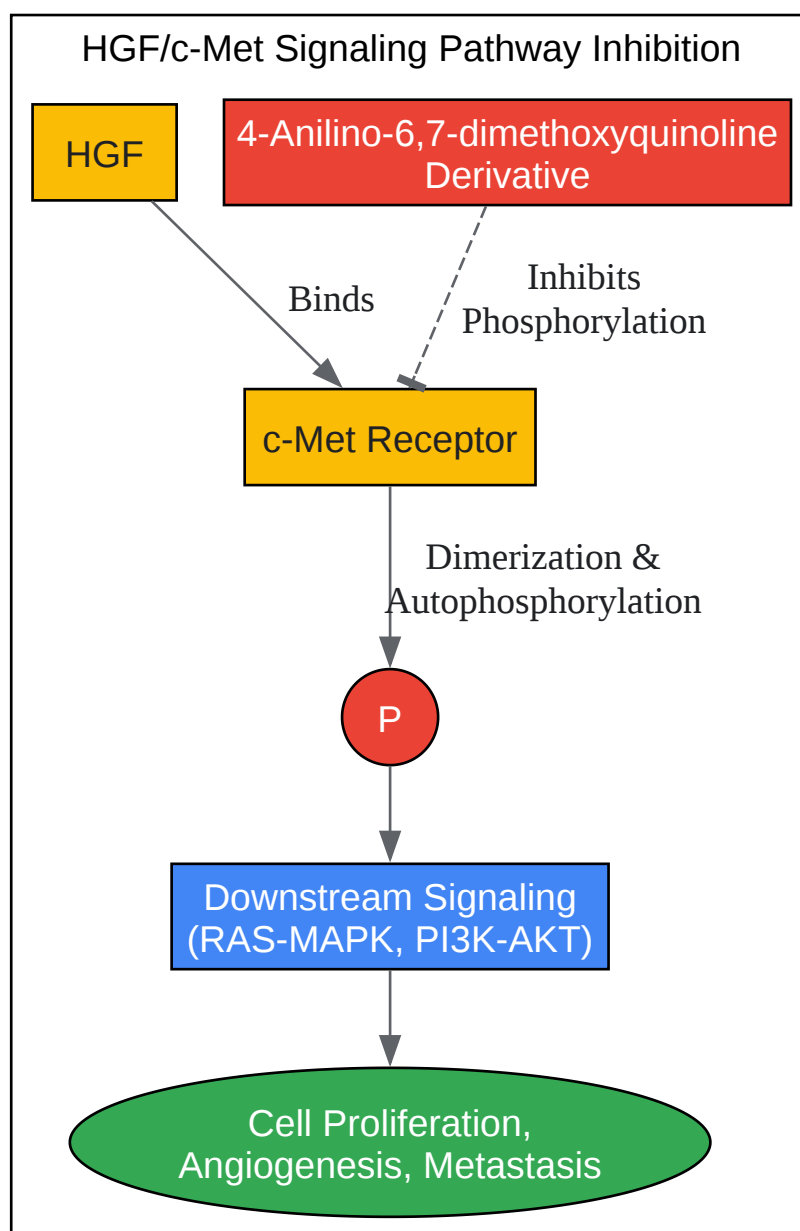 HGF/c-Met Signaling Pathway Inhibition
HGF
4-Anilino-6,7-dimethoxyquinoline
Derivative
Binds
Inhibits
Phosphorylation
c-Met Receptor
Dimerization &
Autophosphorylation
P
Downstream Signaling
(RAS-MAPK, PI3K-AKT)
Cell Proliferation,
Angiogenesis, Metastasis